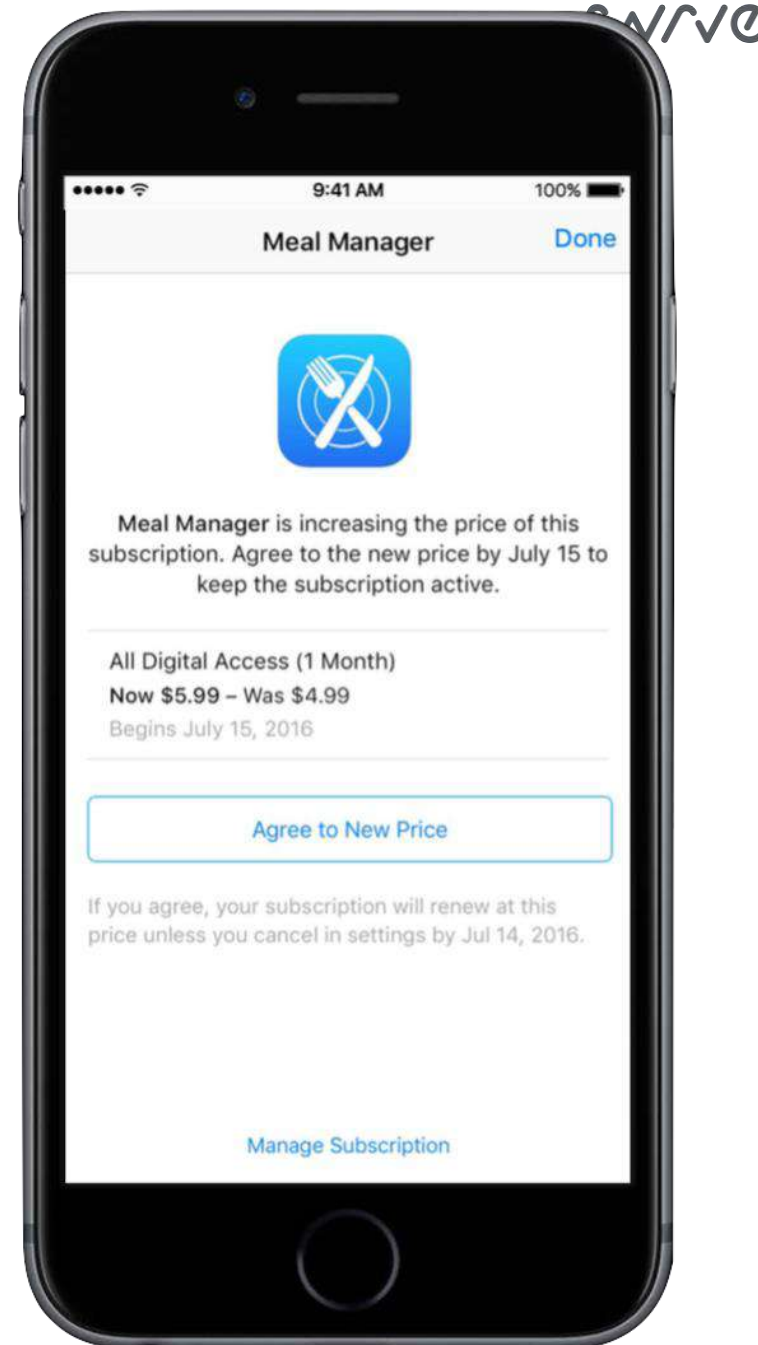 9:41 AM 100%
Meal Manager Done
Meal Manager is increasing the price of this
subscription. Agree to the new price by July 15 to
keep the subscription active.
All Digital Access (1 Month)
Now $5.99 – Was $4.99
Begins July 15, 2016
Agree to New Price
If you agree, your subscription will renew at this
price unless you cancel in settings by Jul 14, 2016.
Manage Subscription